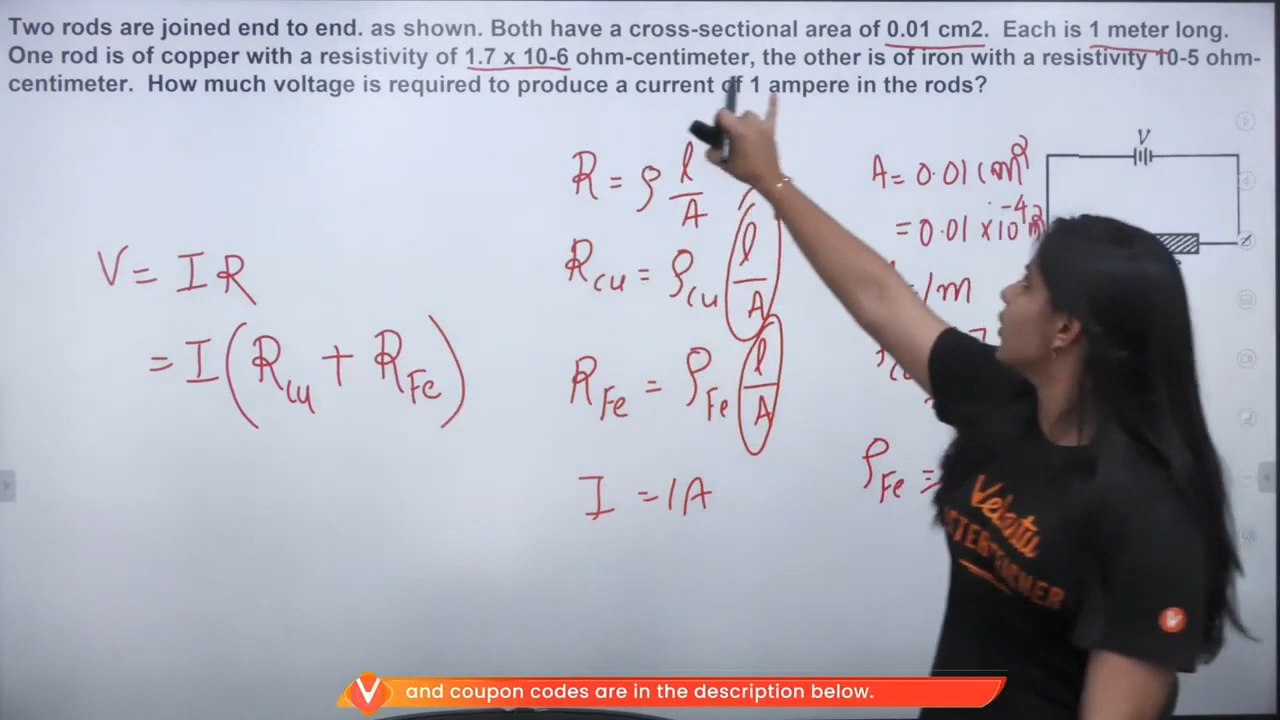 Two rods are joined end to end. as shown. Both have a cross-sectional area of 0.01 cm2. Each is 1 meter long.
One rod is of copper with a resistivity of 1.7 x 10-6 ohm-centimeter, the other is of iron with a resistivity 10-5 ohm-
centimeter. How much voltage is required to produce a current of 1 ampere in the rods?
V
R = ρ l/A
A = 0.01 cm²
= 0.01 × 10⁻⁴ m²
V = I R
R_cu = ρ_cu (l/A)
/m
= I (R_cu + R_Fe)
R_Fe = ρ_Fe (l/A)
I = 1A
ρ_Fe =
Vedantu
MASTER TEACHER
V
V
and coupon codes are in the description below.